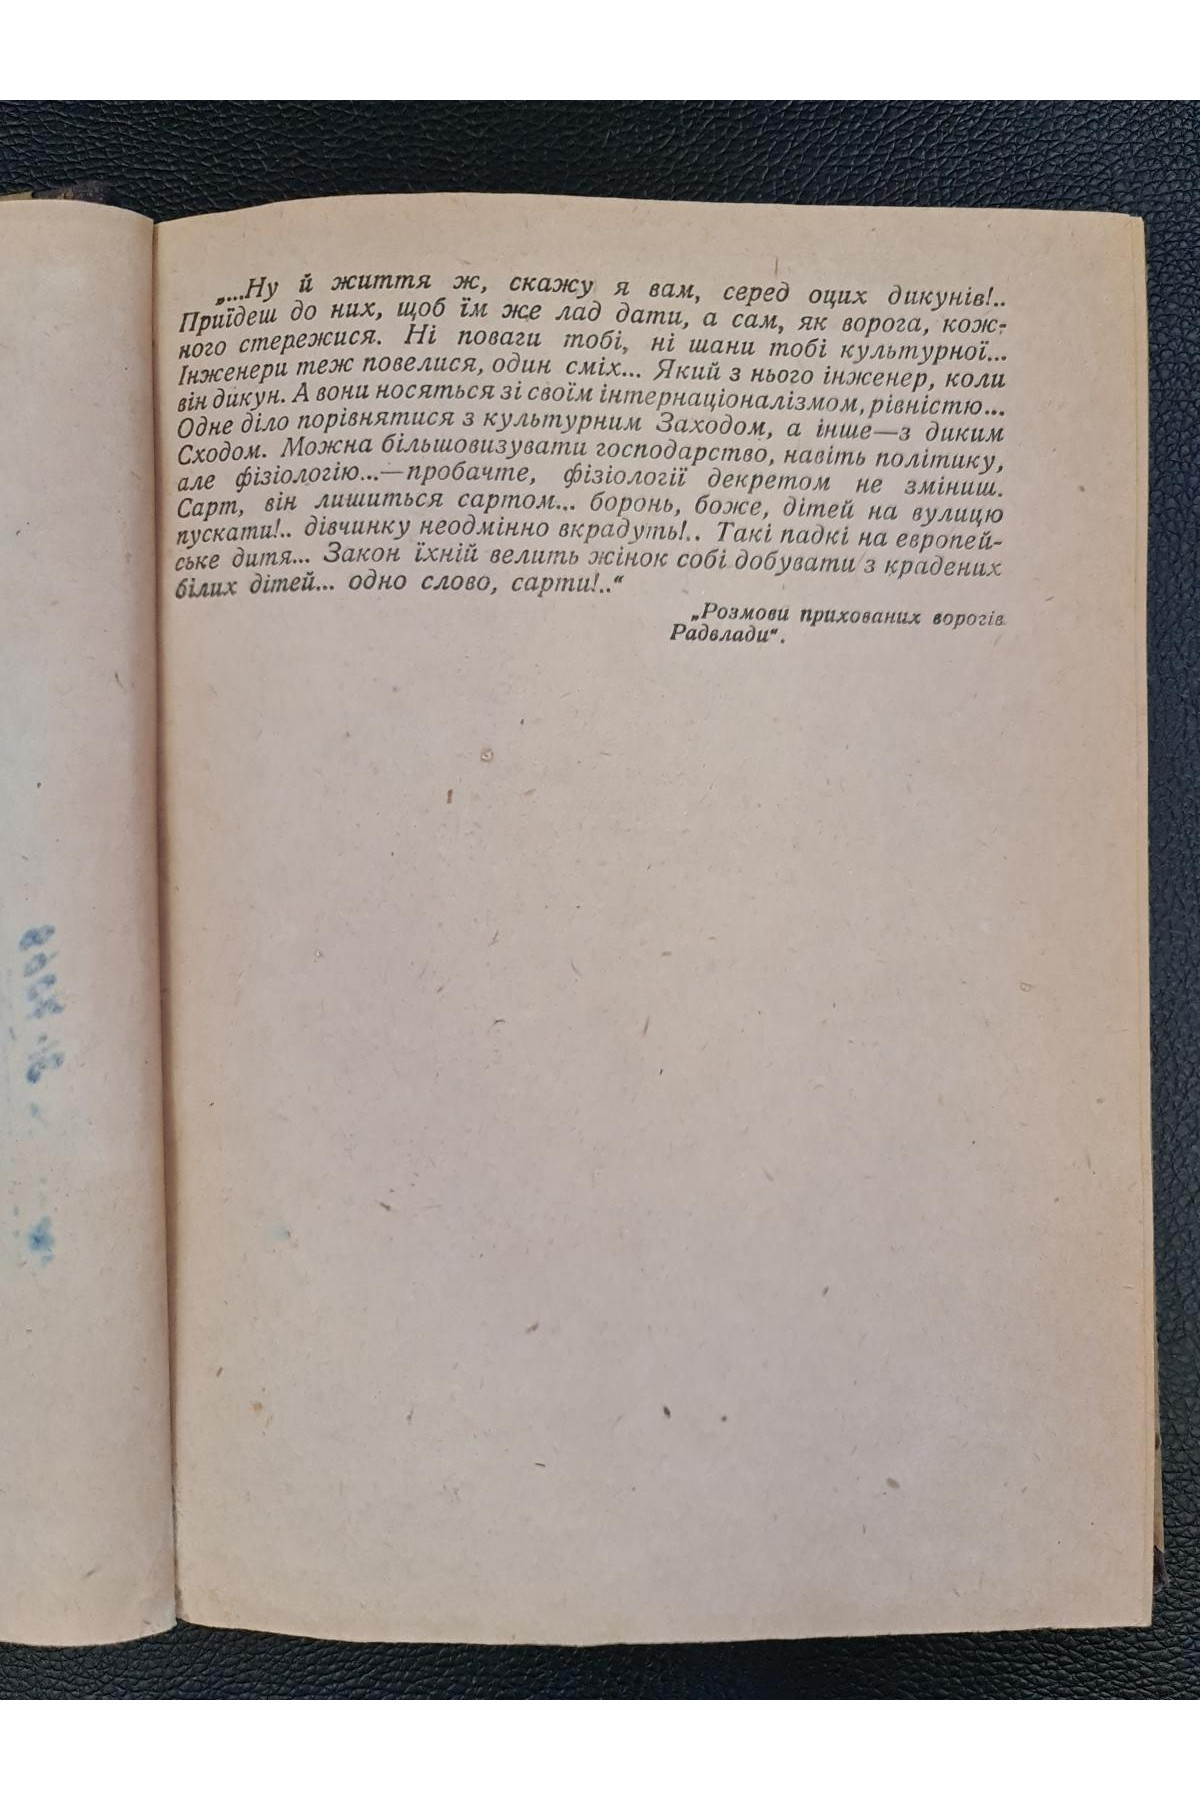 „...Ну й життя ж, скажу я вам, серед оцих дикунів!..
Приїдеш до них, щоб їм же лад дати, а сам, як ворога, кож-
ного стережися. Ні поваги тобі, ні шани тобі культурної...
Інженери теж повелися, один сміх... Який з нього інженер, коли
він дикун. А вони носяться зі своїм інтернаціоналізмом, рівністю...
Одне діло порівнятися з культурним Заходом, а інше—з диким
Сходом. Можна більшовизувати господарство, навіть політику,
але фізіологію...—пробачте, фізіології декретом не зміниш.
Сарт, він лишиться сартом... боронь, боже, дітей на вулицю
пускати!.. дівчинку неодмінно вкрадуть!.. Такі падкі на европей-
ське дитя... Закон їхній велить жінок собі добувати з крадених
білих дітей... одно слово, сарти!..“
„Розмови прихованих ворогів
Радвлади“.